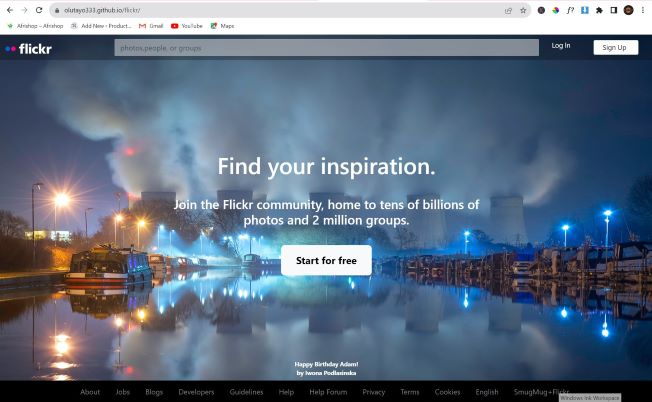 olutayo333.github.io/flickr/
Afrishop – Afrishop
Add New ‹ Product...
Gmail
YouTube
Maps
flickr
photos,people, or groups
Log In
Sign Up
Find your inspiration.
Join the Flickr community, home to tens of billions of
photos and 2 million groups.
Start for free
Happy Birthday Adam!
by Iwona Podlasinska
About Jobs Blogs Developers Guidelines Help Help Forum Privacy Terms Cookies English SmugMug+Flickr.
Windows Ink Workspace